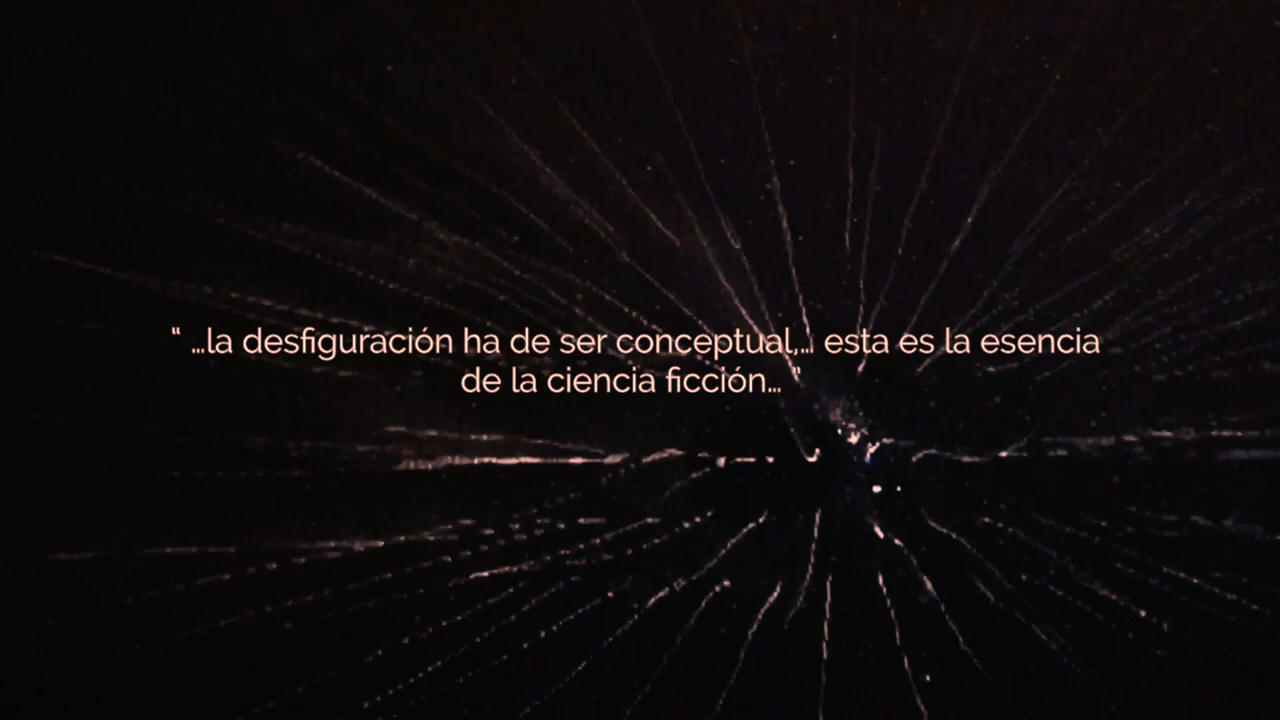 “ …la desfiguración ha de ser conceptual,… esta es la esencia
de la ciencia ficción… ”